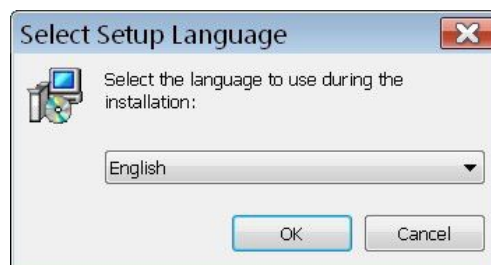 Select Setup Language
Select the language to use during the
installation:
English
OK
Cancel